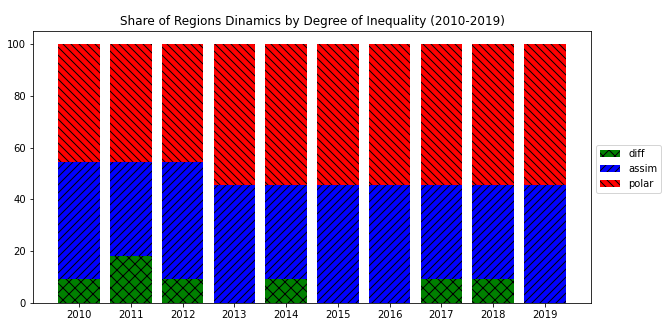 Share of Regions Dinamics by Degree of Inequality (2010-2019)
100
80
60
40
20
0
2010 2011 2012 2013 2014 2015 2016 2017 2018 2019
diff
assim
polar